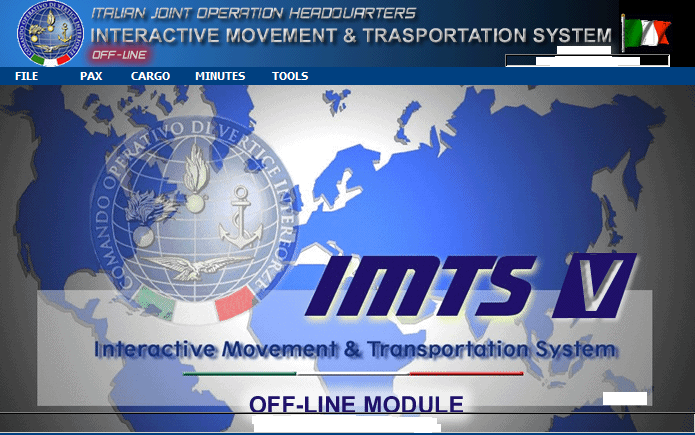 ITALIAN JOINT OPERATION HEADQUARTERS
INTERACTIVE MOVEMENT & TRASPORTATION SYSTEM
OFF-LINE
FILE PAX CARGO MINUTES TOOLS
COMANDO OPERATIVO DI VERTICE INTERFORZE
IMTS V
Interactive Movement & Transportation System
OFF-LINE MODULE